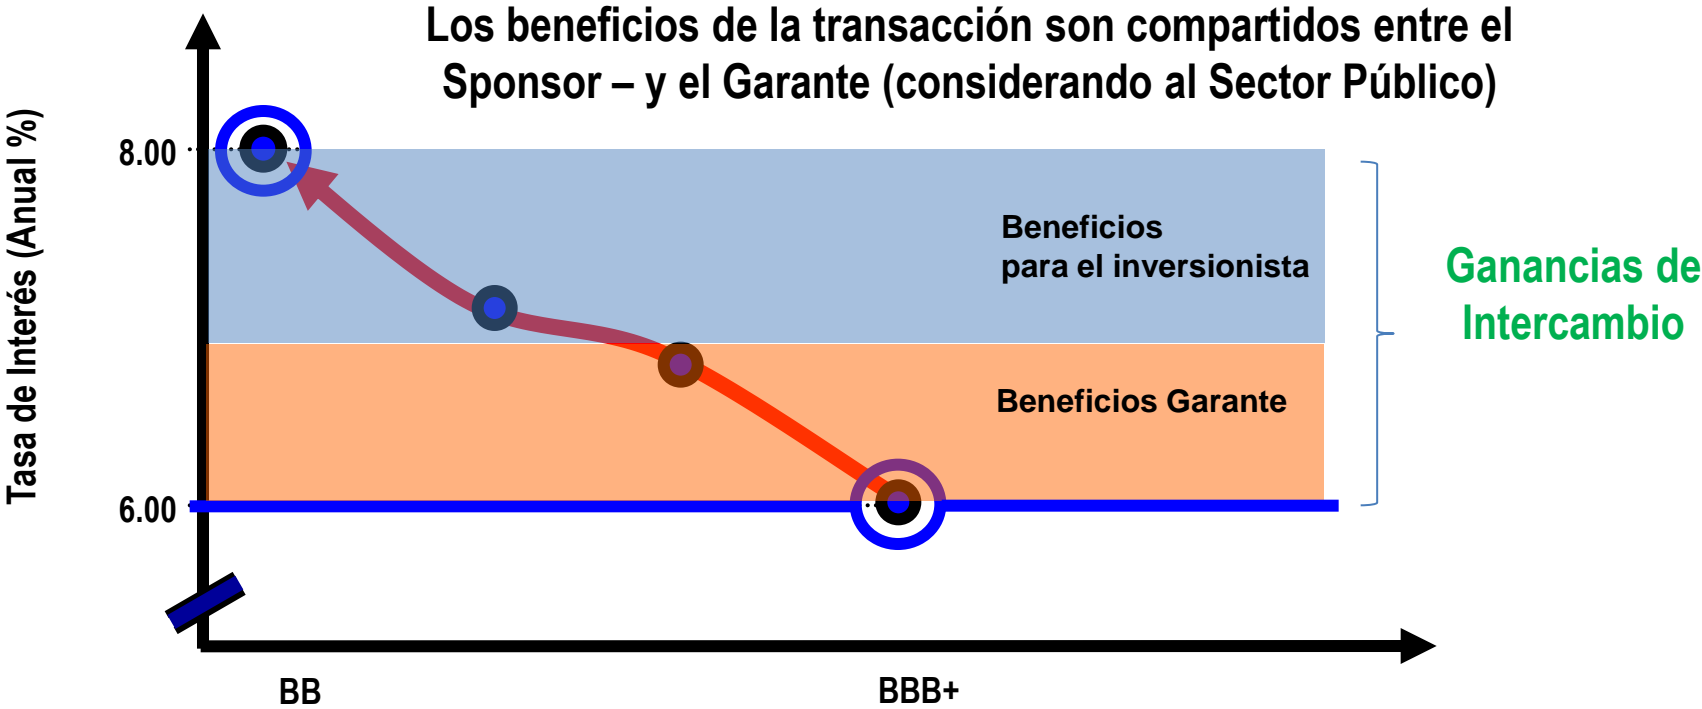 Los beneficios de la transacción son compartidos entre el
Sponsor – y el Garante (considerando al Sector Público)
Tasa de Interés (Anual %)
8.00
Beneficios
para el inversionista
Ganancias de
Intercambio
Beneficios Garante
6.00
BB
BBB+